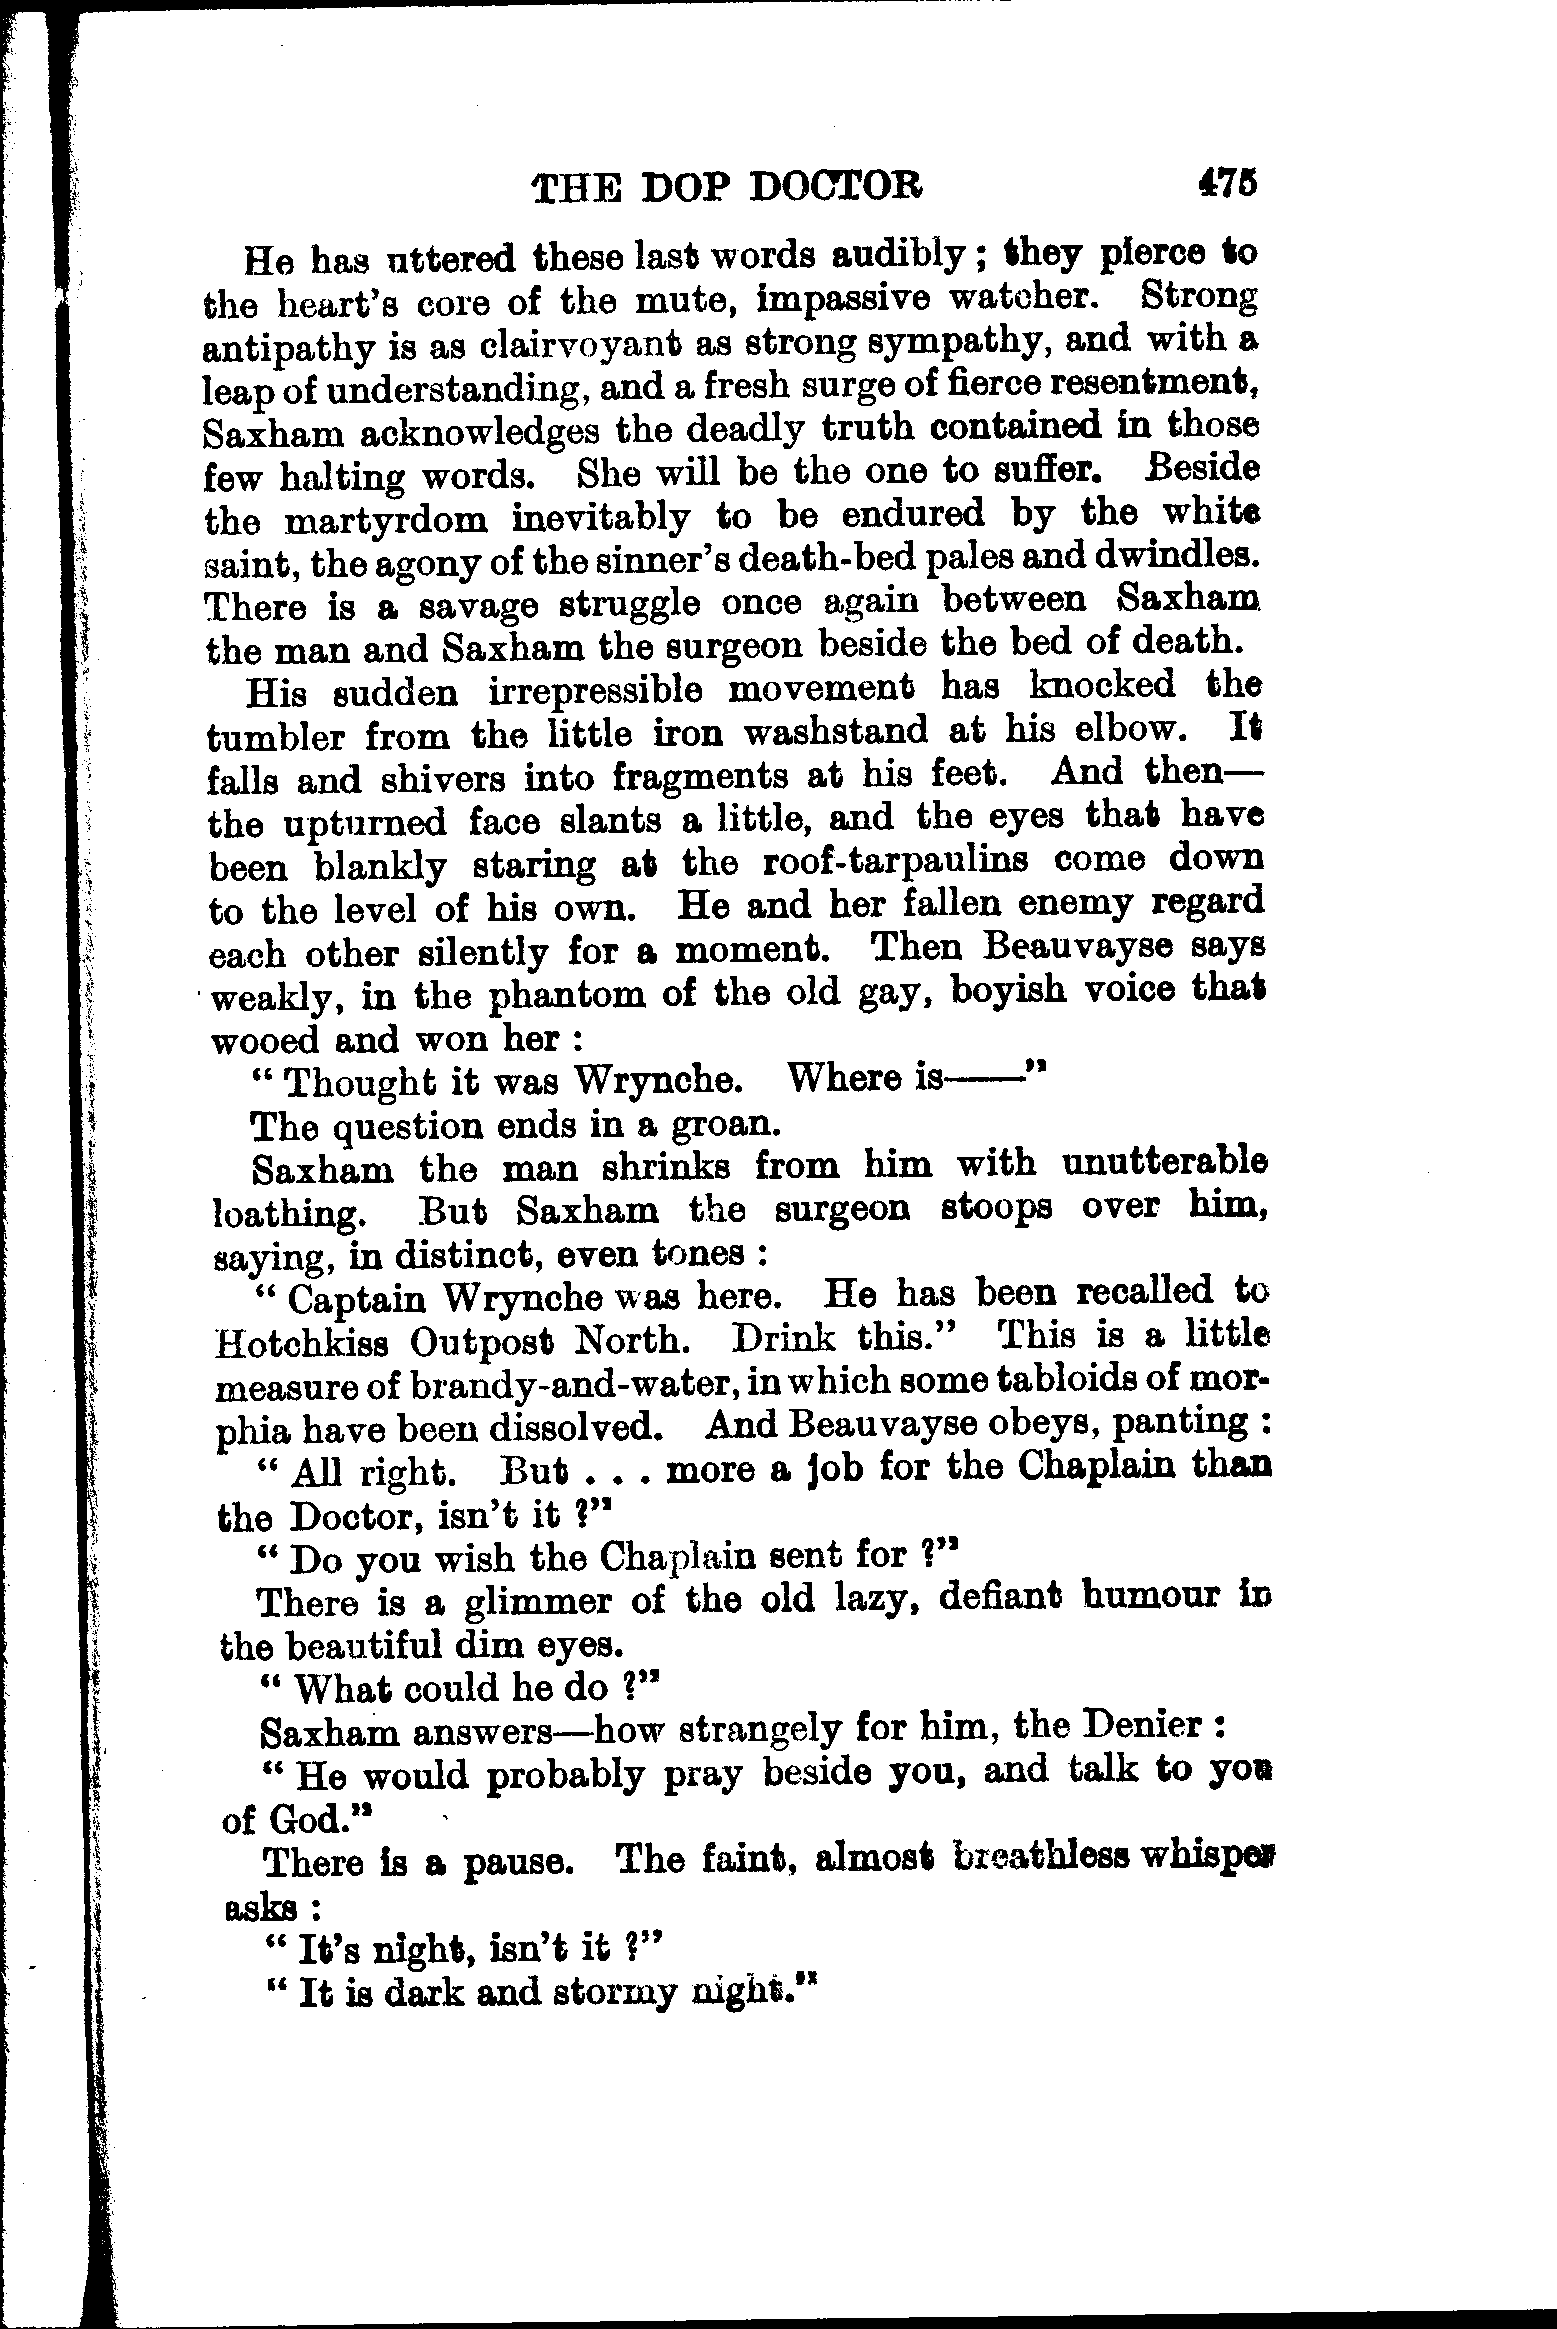 THE DOP DOCTOR 475
He has uttered these last words audibly; they pierce to
the heart's core of the mute, impassive watcher. Strong
antipathy is as clairvoyant as strong sympathy, and with a
leap of understanding, and a fresh surge of fierce resentment,
Saxham acknowledges the deadly truth contained in those
few halting words. She will be the one to suffer. Beside
the martyrdom inevitably to be endured by the white
saint, the agony of the sinner's death-bed pales and dwindles.
There is a savage struggle once again between Saxham
the man and Saxham the surgeon beside the bed of death.
His sudden irrepressible movement has knocked the
tumbler from the little iron washstand at his elbow. It
falls and shivers into fragments at his feet. And then—
the upturned face slants a little, and the eyes that have
been blankly staring at the roof-tarpaulins come down
to the level of his own. He and her fallen enemy regard
each other silently for a moment. Then Beauvayse says
weakly, in the phantom of the old gay, boyish voice that
wooed and won her :
" Thought it was Wrynche. Where is——"
The question ends in a groan.
Saxham the man shrinks from him with unutterable
loathing. But Saxham the surgeon stoops over him,
saying, in distinct, even tones :
" Captain Wrynche was here. He has been recalled to
Hotchkiss Outpost North. Drink this." This is a little
measure of brandy-and-water, in which some tabloids of mor-
phia have been dissolved. And Beauvayse obeys, panting :
" All right. But . . . more a job for the Chaplain than
the Doctor, isn't it ?"
" Do you wish the Chaplain sent for ?"
There is a glimmer of the old lazy, defiant humour in
the beautiful dim eyes.
" What could he do ?"
Saxham answers—how strangely for him, the Denier :
" He would probably pray beside you, and talk to you
of God."
There is a pause. The faint, almost breathless whisper
asks :
" It's night, isn't it ?"
" It is dark and stormy night."